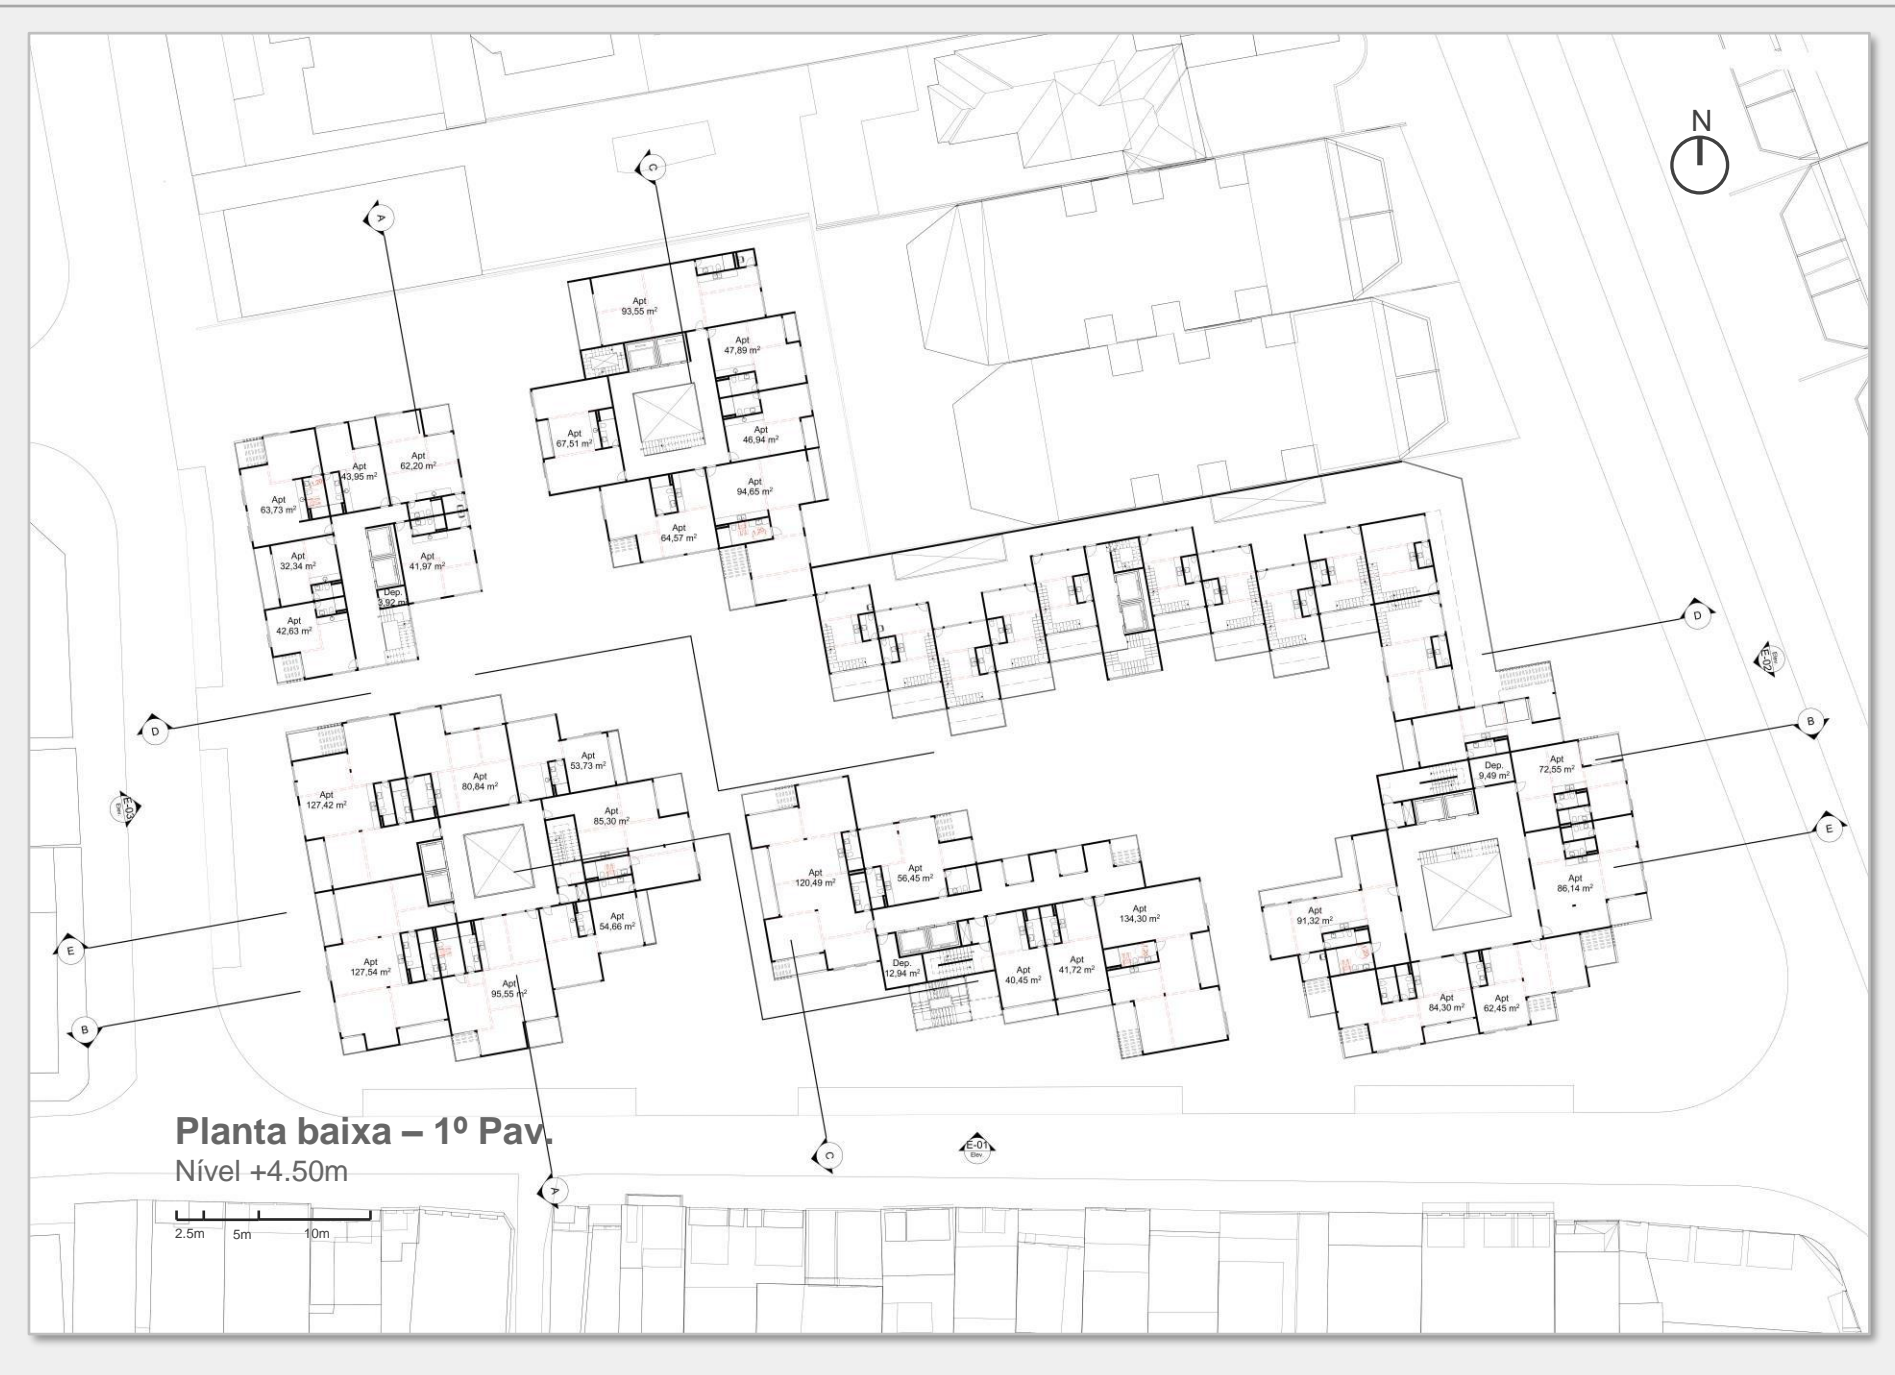 N
C
A
Apt
93,55 m²
Apt
47,89 m²
Apt
67,51 m²
Apt
46,94 m²
Apt
62,20 m²
Apt
43,95 m²
Apt
63,73 m²
Apt
94,65 m²
Apt
64,57 m²
Apt
32,34 m²
Apt
41,97 m²
Dep.
3,92 m
Apt
42,63 m²
D
E-02
Elev.
D
B
Apt
53,73 m²
Apt
80,84 m²
Apt
127,42 m²
Apt
85,30 m²
E-03
Elev.
Dep.
9,49 m²
Apt
72,55 m²
E
Apt
120,49 m²
Apt
56,45 m²
Apt
86,14 m²
Apt
54,66 m²
Apt
134,30 m²
Apt
91,32 m²
E
Apt
127,54 m²
Apt
95,55 m²
Dep.
12,94 m²
Apt
40,45 m²
Apt
41,72 m²
Apt
84,30 m²
Apt
62,45 m²
B
Planta baixa – 1º Pav.
Nível +4.50m
E-01
Elev.
C
A
2.5m 5m 10m